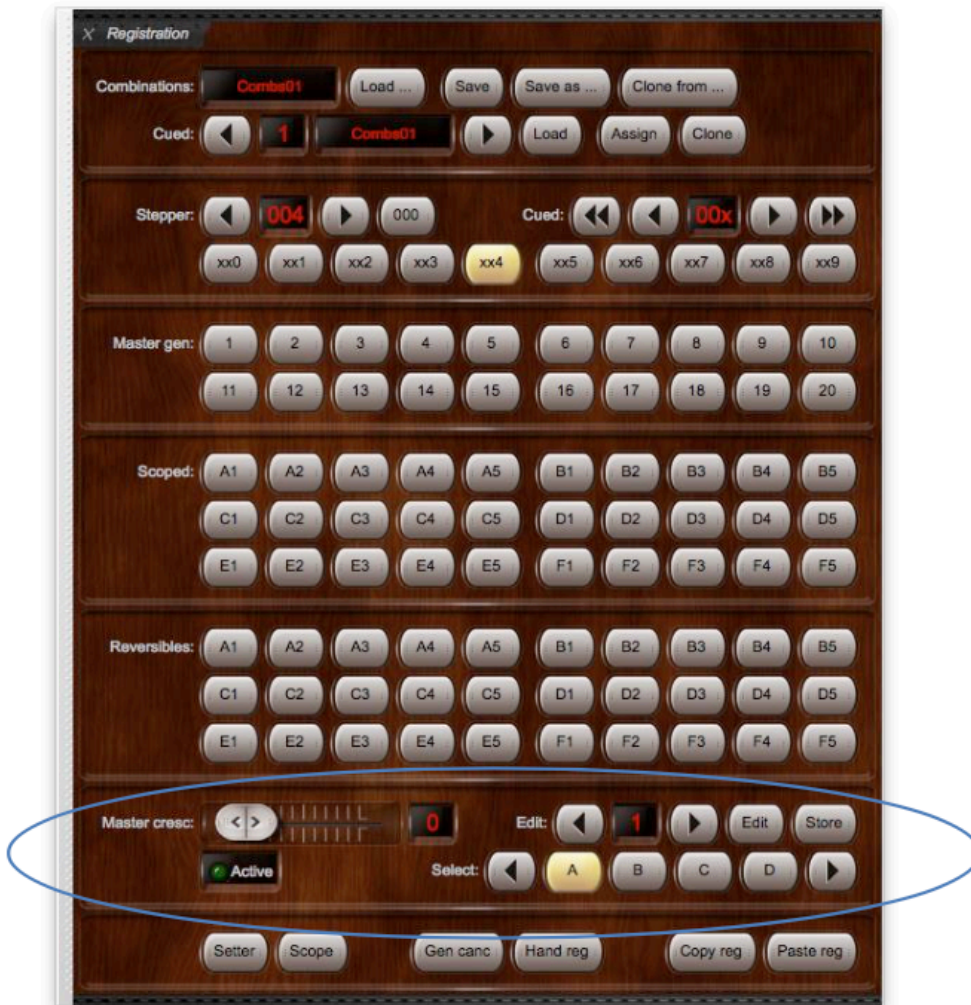 X Registration
Combinations: Combs01 Load ... Save Save as ... Clone from ...
Cued: 1 Combs01 Load Assign Clone
Stepper: 004 000 Cued: 00x
xx0 xx1 xx2 xx3 xx4 xx5 xx6 xx7 xx8 xx9
Master gen: 1 2 3 4 5 6 7 8 9 10
11 12 13 14 15 16 17 18 19 20
Scoped: A1 A2 A3 A4 A5 B1 B2 B3 B4 B5
C1 C2 C3 C4 C5 D1 D2 D3 D4 D5
E1 E2 E3 E4 E5 F1 F2 F3 F4 F5
Reversibles: A1 A2 A3 A4 A5 B1 B2 B3 B4 B5
C1 C2 C3 C4 C5 D1 D2 D3 D4 D5
E1 E2 E3 E4 E5 F1 F2 F3 F4 F5
Master cresc: < > 0 Edit: 1 Edit Store
Active Select: A B C D
Setter Scope Gen canc Hand reg Copy reg Paste reg